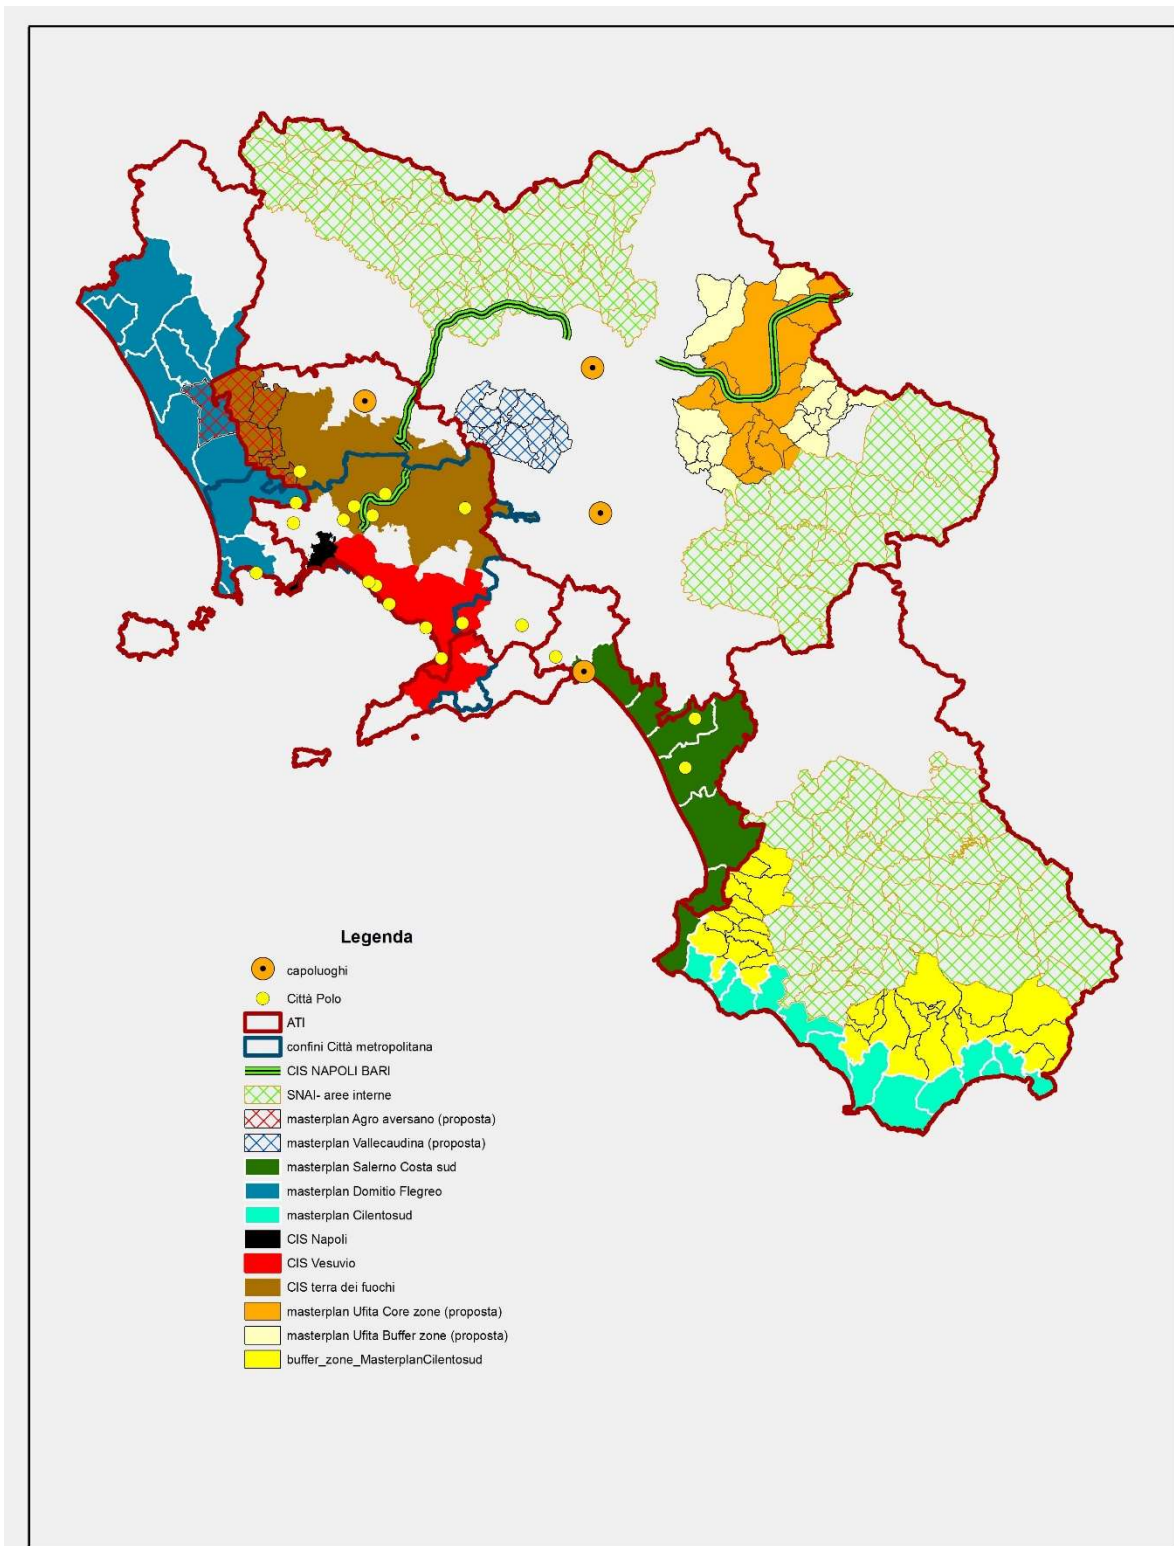 Legenda
capoluoghi
Città Polo
ATI
confini Città metropolitana
CIS NAPOLI BARI
SNAI- aree interne
masterplan Agro aversano (proposta)
masterplan Vallecaudina (proposta)
masterplan Salerno Costa sud
masterplan Domitio Flegreo
masterplan Cilentosud
CIS Napoli
CIS Vesuvio
CIS terra dei fuochi
masterplan Ufita Core zone (proposta)
masterplan Ufita Buffer zone (proposta)
buffer_zone_MasterplanCilentosud